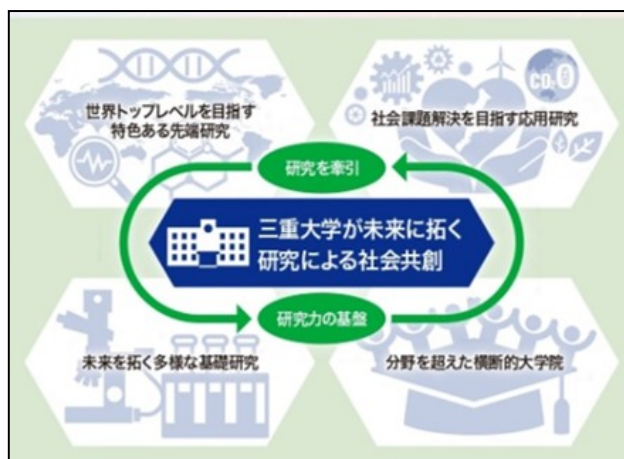 世界トップレベルを目指す
特色ある先端研究
社会課題解決を目指す応用研究
CO₂
0
研究を牽引
三重大学が未来に拓く
研究による社会共創
研究力の基盤
未来を拓く多様な基礎研究
分野を超えた横断的大学院